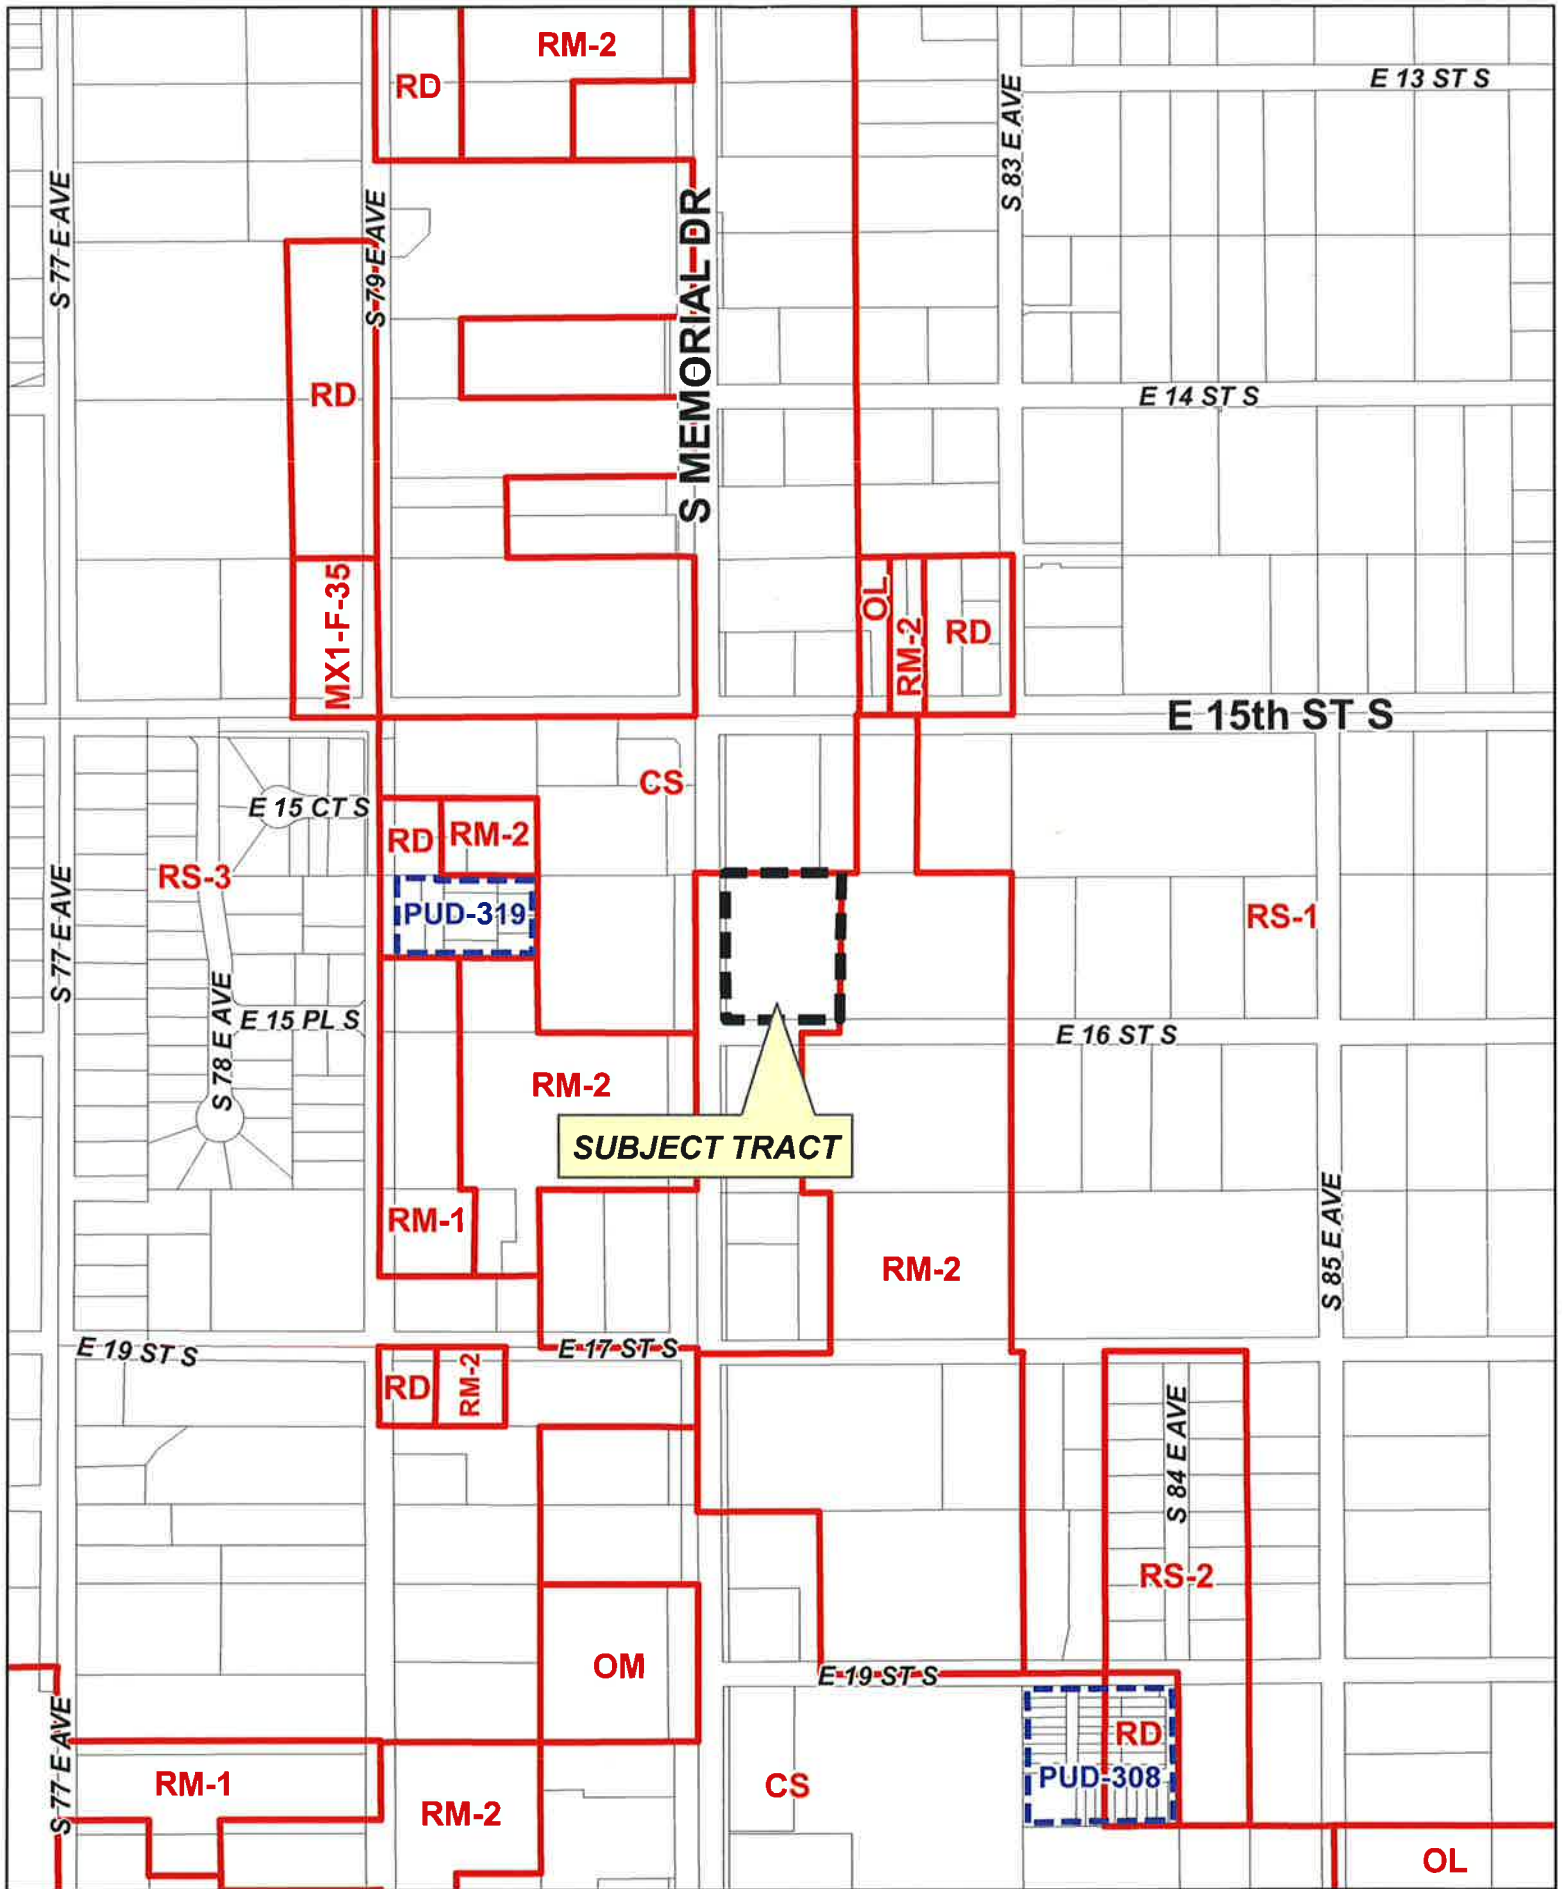 RM-2
RD
E 13 ST S
S 83 E AVE
S 77 E AVE
S 79 E AVE
S MEMORIAL DR
RD
E 14 ST S
MX1-F-35
OL
RM-2
RD
E 15th ST S
CS
E 15 CT S
RD
RM-2
RS-3
PUD-319
RS-1
S 77 E AVE
S 78 E AVE
E 15 PL S
E 16 ST S
RM-2
SUBJECT TRACT
RM-1
S 85 E AVE
RM-2
E 19 ST S
E 17 ST S
RD
RM-2
S 84 E AVE
RS-2
OM
E 19 ST S
S 77 E AVE
RD
PUD-308
RM-1
CS
RM-2
OL